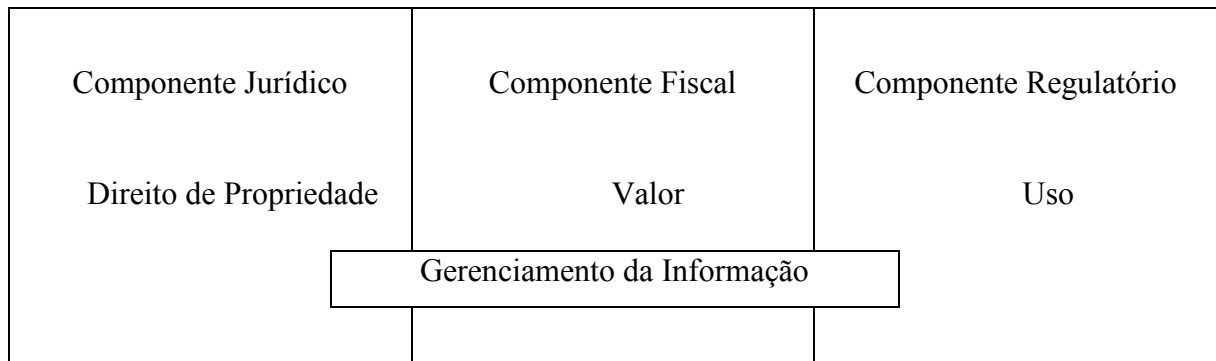 Componente Jurídico
Componente Fiscal
Componente Regulatório
Direito de Propriedade
Valor
Uso
Gerenciamento da Informação